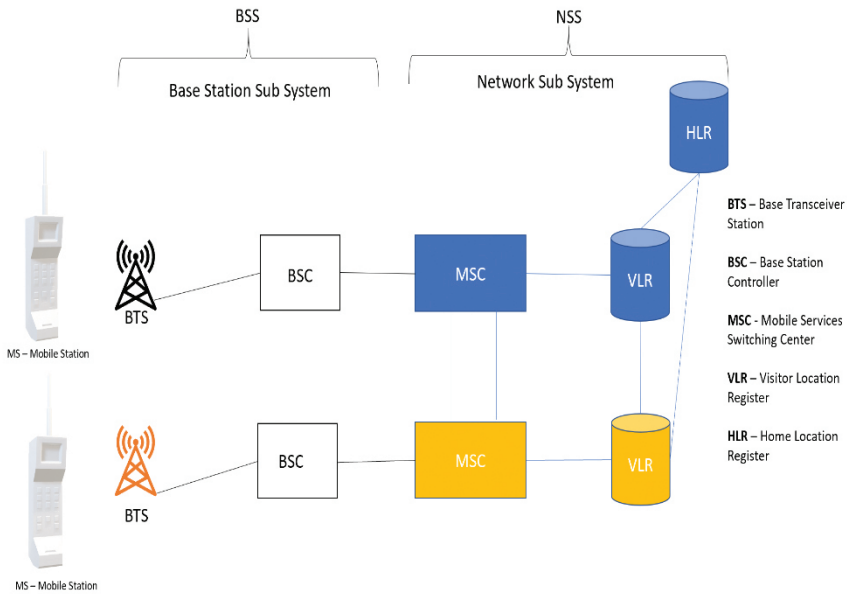 BSS
NSS
Base Station Sub System
Network Sub System
HLR
BTS – Base Transceiver
Station
BSC – Base Station
Controller
MSC - Mobile Services
Switching Center
VLR – Visitor Location
Register
HLR – Home Location
Register
BTS
BSC
MSC
VLR
MS – Mobile Station
BTS
BSC
MSC
VLR
MS – Mobile Station